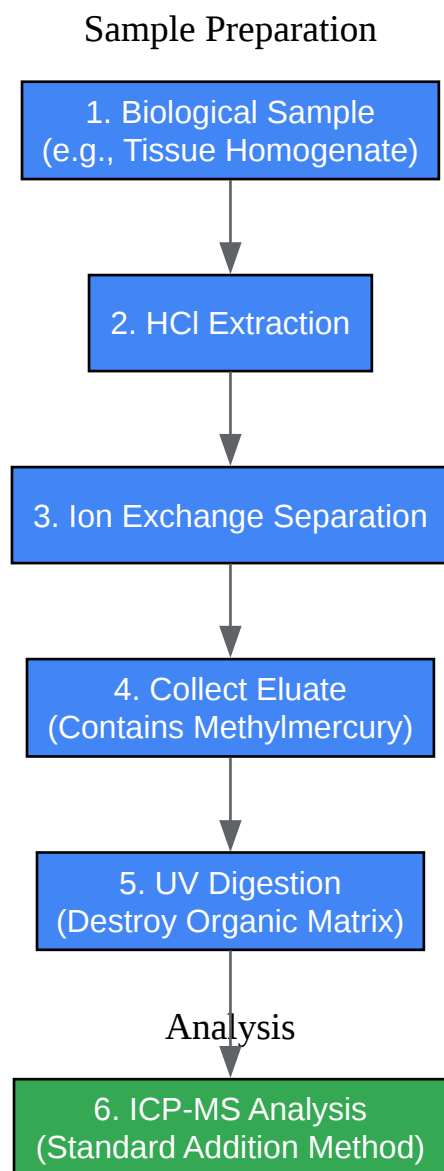 Sample Preparation
1. Biological Sample
(e.g., Tissue Homogenate)
2. HCl Extraction
3. Ion Exchange Separation
4. Collect Eluate
(Contains Methylmercury)
5. UV Digestion
(Destroy Organic Matrix)
Analysis
6. ICP-MS Analysis
(Standard Addition Method)